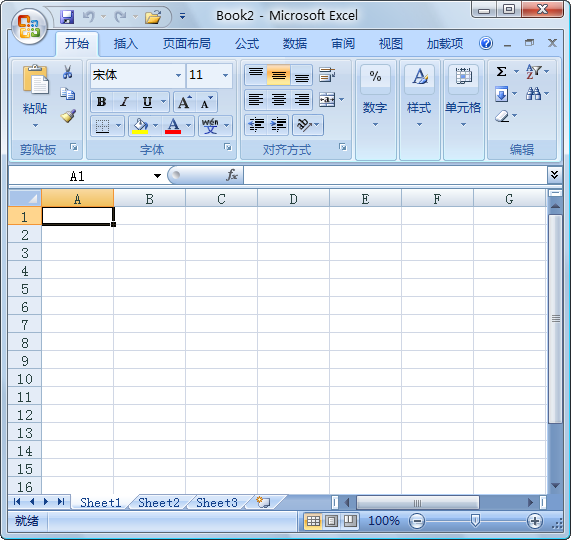 Book2 - Microsoft Excel
开始 插入 页面布局 公式 数据 审阅 视图 加载项
宋体 11
粘贴 B I U A A 数字 样式 单元格
% A Σ
A wén
剪贴板 字体 对齐方式 编辑
A1 fx
A B C D E F G
1
2
3
4
5
6
7
8
9
10
11
12
13
14
15
16
Sheet1 Sheet2 Sheet3
就绪 100%